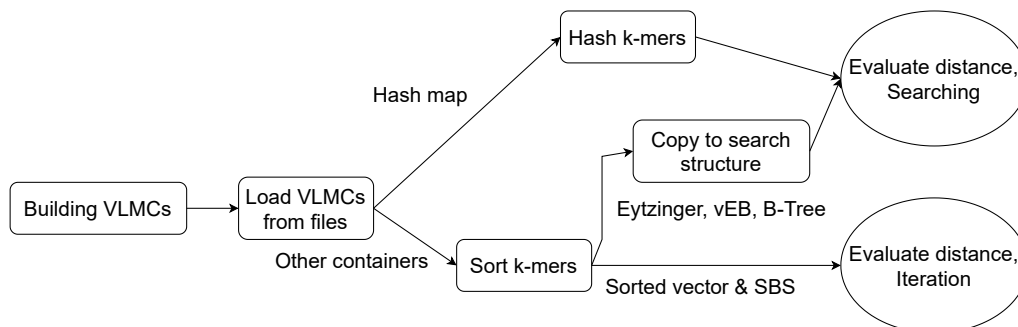 Building VLMCs
Load VLMCs
from files
Hash map
Other containers
Hash k-mers
Sort k-mers
Copy to search
structure
Eytzinger, vEB, B-Tree
Sorted vector & SBS
Evaluate distance,
Searching
Evaluate distance,
Iteration